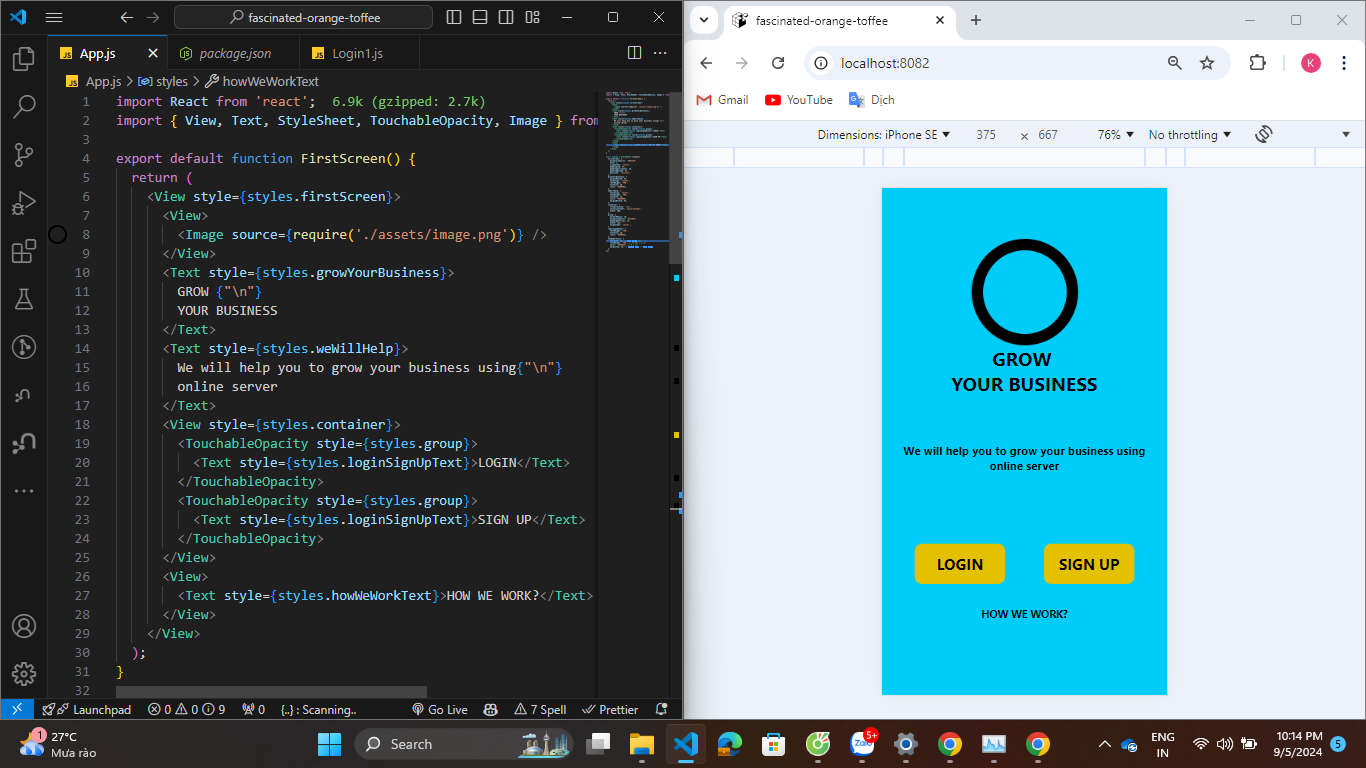 fascinated-orange-toffee
App.js
package.json
Login1.js
App.js > styles > howWeWorkText
1 import React from 'react'; 6.9k (gzipped: 2.7k)
2 import { View, Text, StyleSheet, TouchableOpacity, Image } from
3
4 export default function FirstScreen() {
5 return (
6 <View style={styles.firstScreen}>
7 <View>
8 <Image source={require('./assets/image.png')} />
9 </View>
10 <Text style={styles.growYourBusiness}>
11 GROW {"\n"}
12 YOUR BUSINESS
13 </Text>
14 <Text style={styles.weWillHelp}>
15 We will help you to grow your business using{"\n"}
16 online server
17 </Text>
18 <View style={styles.container}>
19 <TouchableOpacity style={styles.group}>
20 <Text style={styles.loginSignUpText}>LOGIN</Text>
21 </TouchableOpacity>
22 <TouchableOpacity style={styles.group}>
23 <Text style={styles.loginSignUpText}>SIGN UP</Text>
24 </TouchableOpacity>
25 </View>
26 <View>
27 <Text style={styles.howWeWorkText}>HOW WE WORK?</Text>
28 </View>
29 </View>
30 );
31 }
32
Launchpad 0 0 9 0 {..} : Scanning.. Go Live 7 Spell Prettier
fascinated-orange-toffee
localhost:8082
K
Gmail YouTube Dịch
Dimensions: iPhone SE 375 x 667 76% No throttling
GROW
YOUR BUSINESS
We will help you to grow your business using
online server
LOGIN
SIGN UP
HOW WE WORK?
1
27°C
Mưa rào
Search
Zalo
5+
ENG
IN
10:14 PM
9/5/2024
5